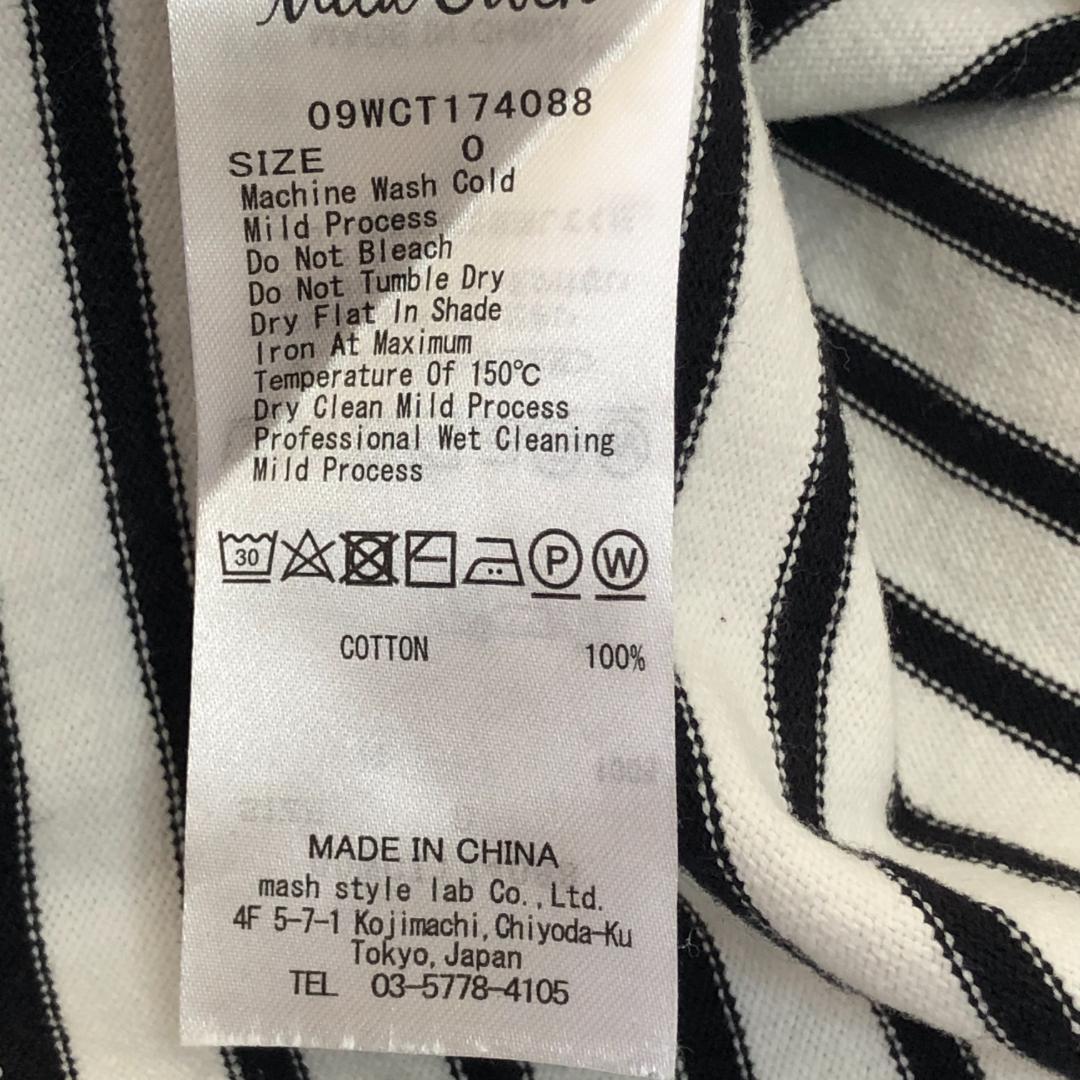 09WCT174088
SIZE 0
Machine Wash Cold
Mild Process
Do Not Bleach
Do Not Tumble Dry
Dry Flat In Shade
Iron At Maximum
Temperature Of 150℃
Dry Clean Mild Process
Professional Wet Cleaning
Mild Process
30 P W
COTTON 100%
MADE IN CHINA
mash style lab Co.,Ltd.
4F 5-7-1 Kojimachi,Chiyoda-Ku
Tokyo,Japan
TEL 03-5778-4105